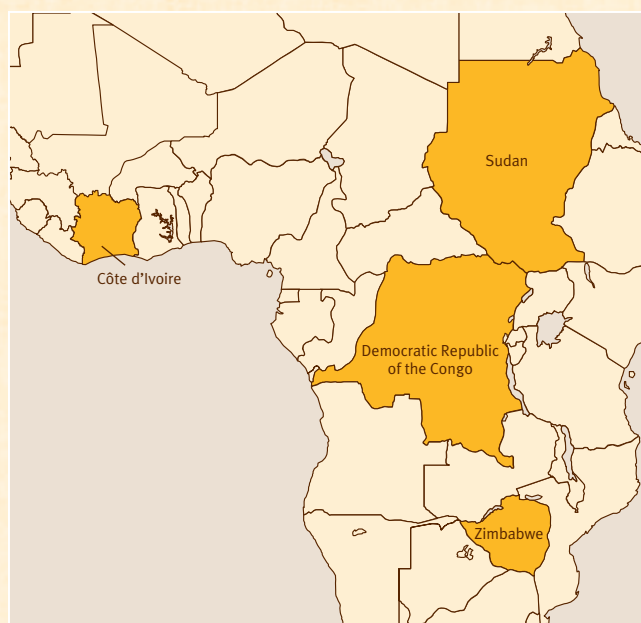 Sudan
Côte d’Ivoire
Democratic Republic
of the Congo
Zimbabwe